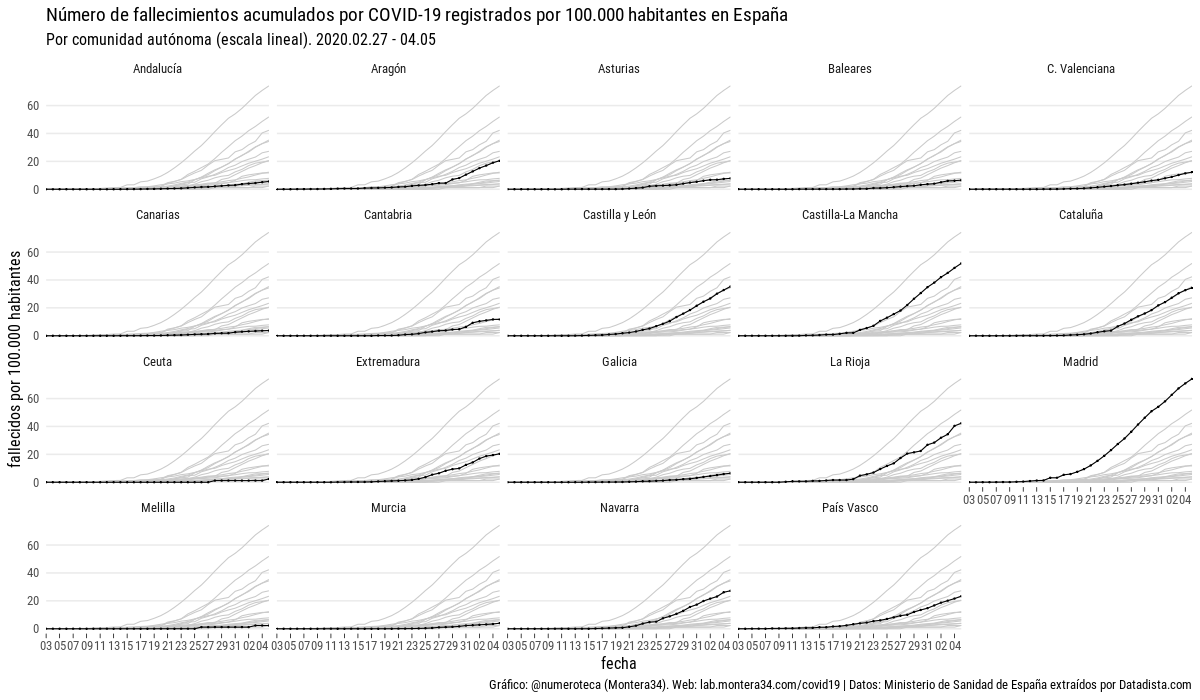 Número de fallecimientos acumulados por COVID-19 registrados por 100.000 habitantes en España
Por comunidad autónoma (escala lineal). 2020.02.27 - 04.05
Andalucía Aragón Asturias Baleares C. Valenciana
60
40
20
0
Canarias Cantabria Castilla y León Castilla-La Mancha Cataluña
60
40
20
0
fallecidos por 100.000 habitantes
Ceuta Extremadura Galicia La Rioja Madrid
60
40
20
0
03 05 07 09 11 13 15 17 19 21 23 25 27 29 31 02 04
Melilla Murcia Navarra País Vasco
60
40
20
0
03 05 07 09 11 13 15 17 19 21 23 25 27 29 31 02 04 03 05 07 09 11 13 15 17 19 21 23 25 27 29 31 02 04 03 05 07 09 11 13 15 17 19 21 23 25 27 29 31 02 04 03 05 07 09 11 13 15 17 19 21 23 25 27 29 31 02 04
fecha
Gráfico: @numeroteca (Montera34). Web: lab.montera34.com/covid19 | Datos: Ministerio de Sanidad de España extraídos por Datadista.com